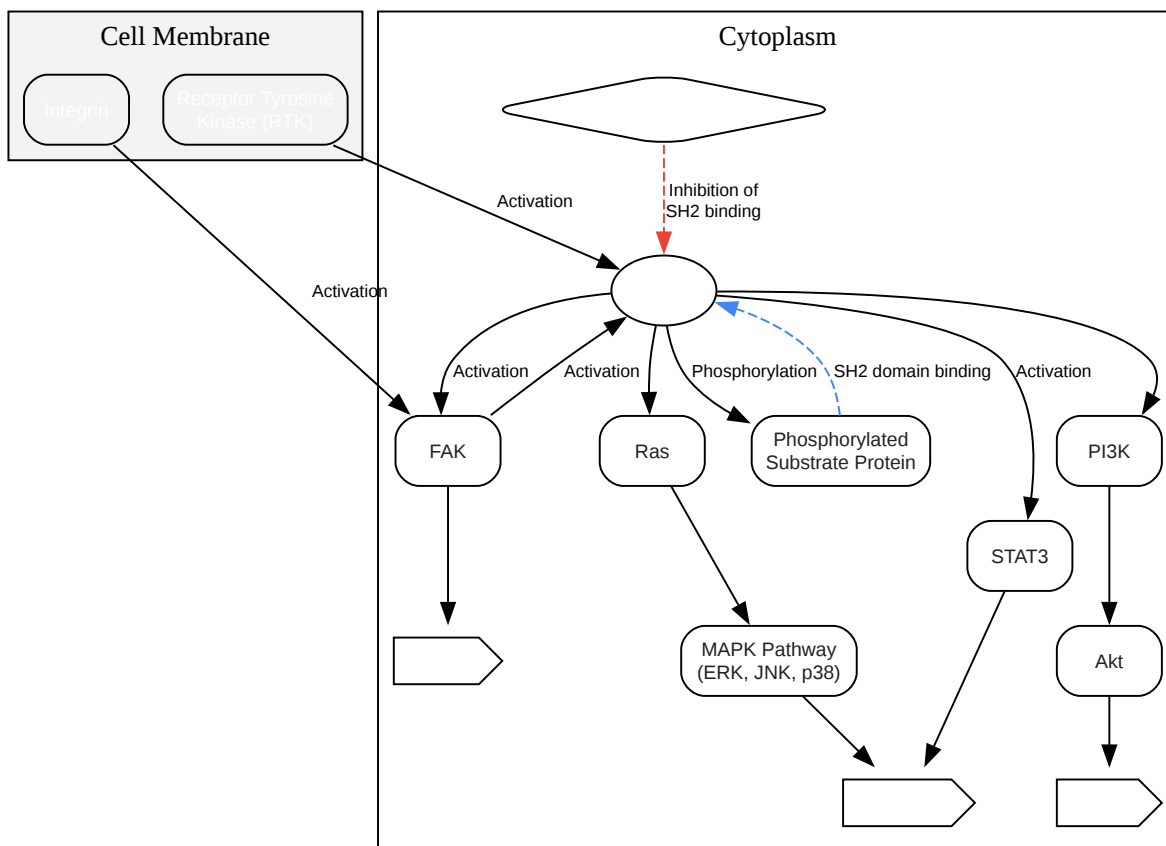 Cell Membrane
Cytoplasm
Integrin
Receptor Tyrosine
Kinase (RTK)
Inhibition of
SH2 binding
Activation
Activation
Activation
Activation
Phosphorylation
SH2 domain binding
Activation
FAK
Ras
Phosphorylated
Substrate Protein
PI3K
STAT3
MAPK Pathway
(ERK, JNK, p38)
Akt